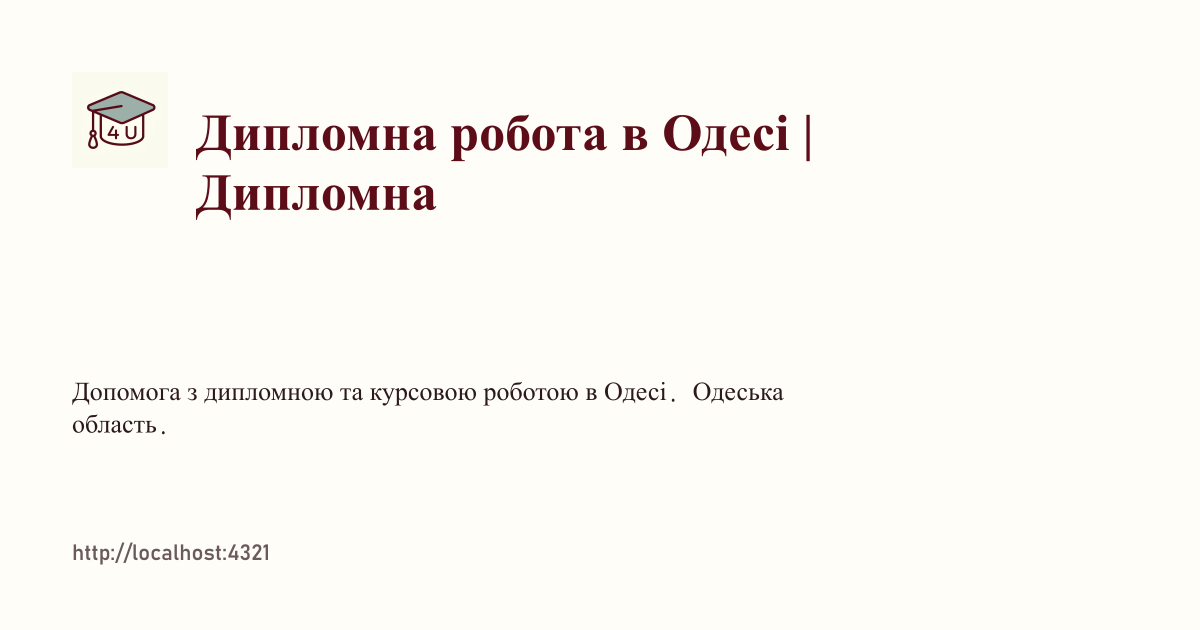 4 U
Дипломна робота в Одесі |
Дипломна
Допомога з дипломною та курсовою роботою в Одесі. Одеська
область.
http://localhost:4321